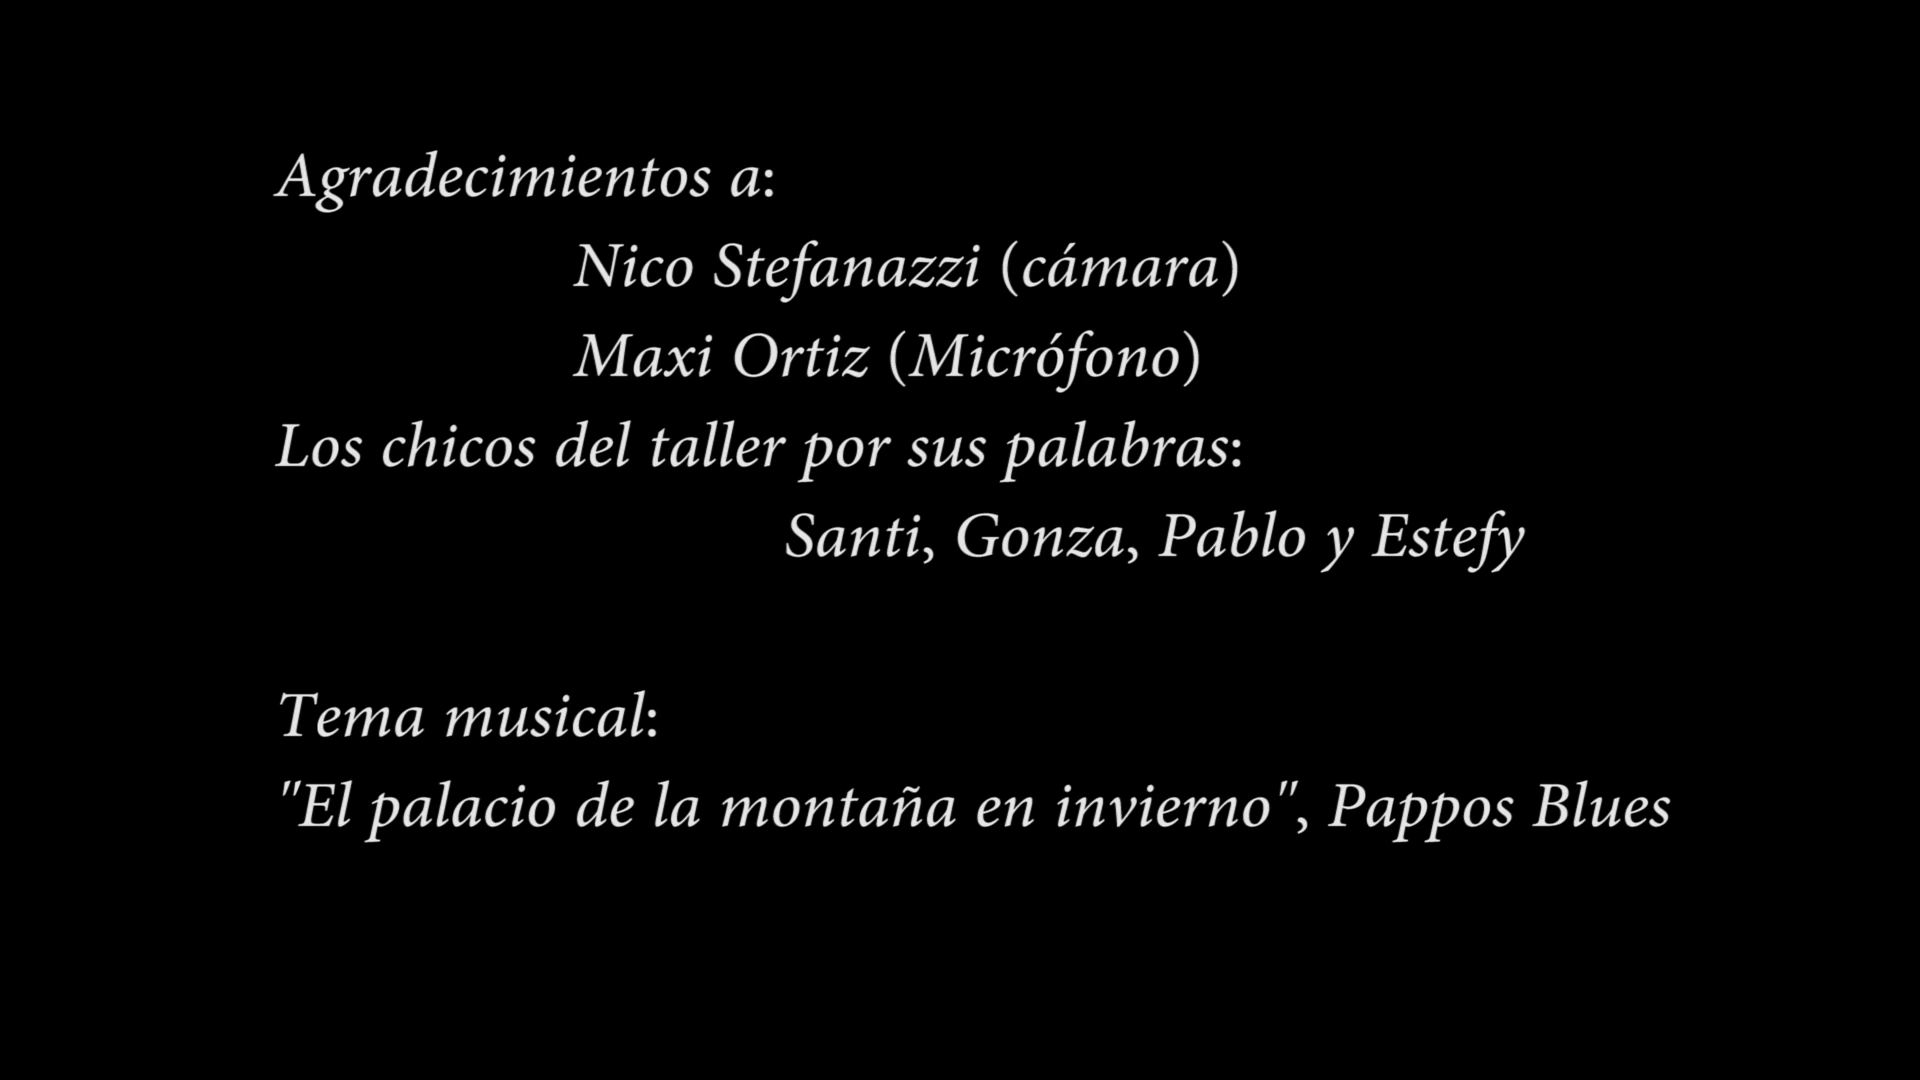 Agradecimientos a:
Nico Stefanazzi (cámara)
Maxi Ortiz (Micrófono)
Los chicos del taller por sus palabras:
Santi, Gonza, Pablo y Estefy
Tema musical:
"El palacio de la montaña en invierno", Pappos Blues